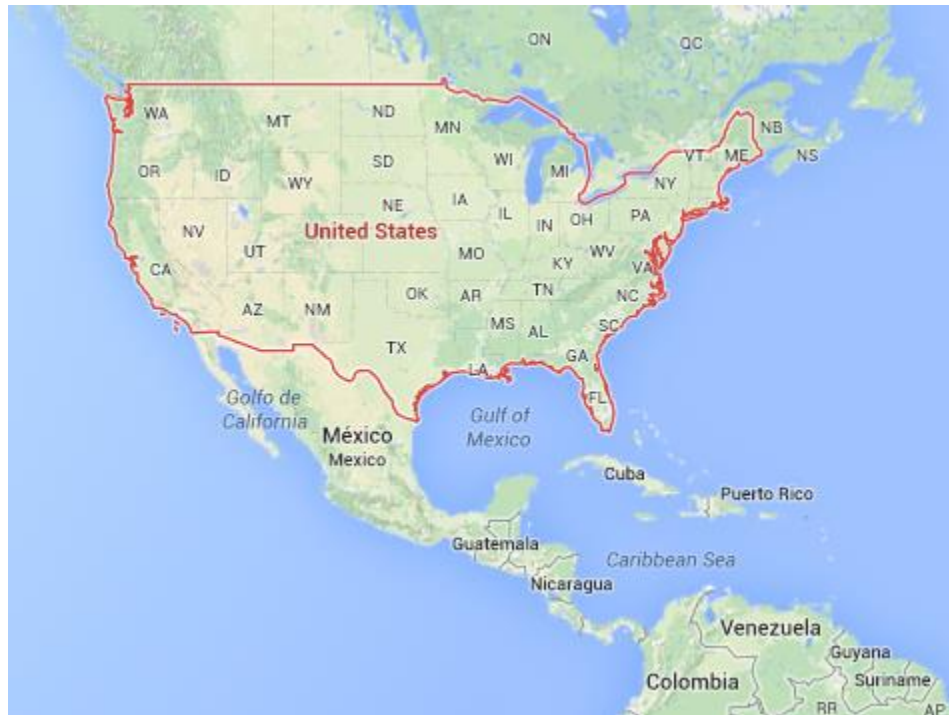 ON
QC
WA
MT
ND
MN
NB
OR
ID
SD
WI
MI
VT
ME
NS
WY
NY
NE
IA
IL
IN
OH
PA
NV
UT
United States
MO
WV
KY
VA
CA
OK
AR
TN
NC
AZ
NM
MS
AL
SC
TX
GA
LA
FL
Golfo de
California
Gulf of
Mexico
México
Mexico
Cuba
Puerto Rico
Guatemala
Caribbean Sea
Nicaragua
Venezuela
Guyana
Colombia
Suriname
RR
AP